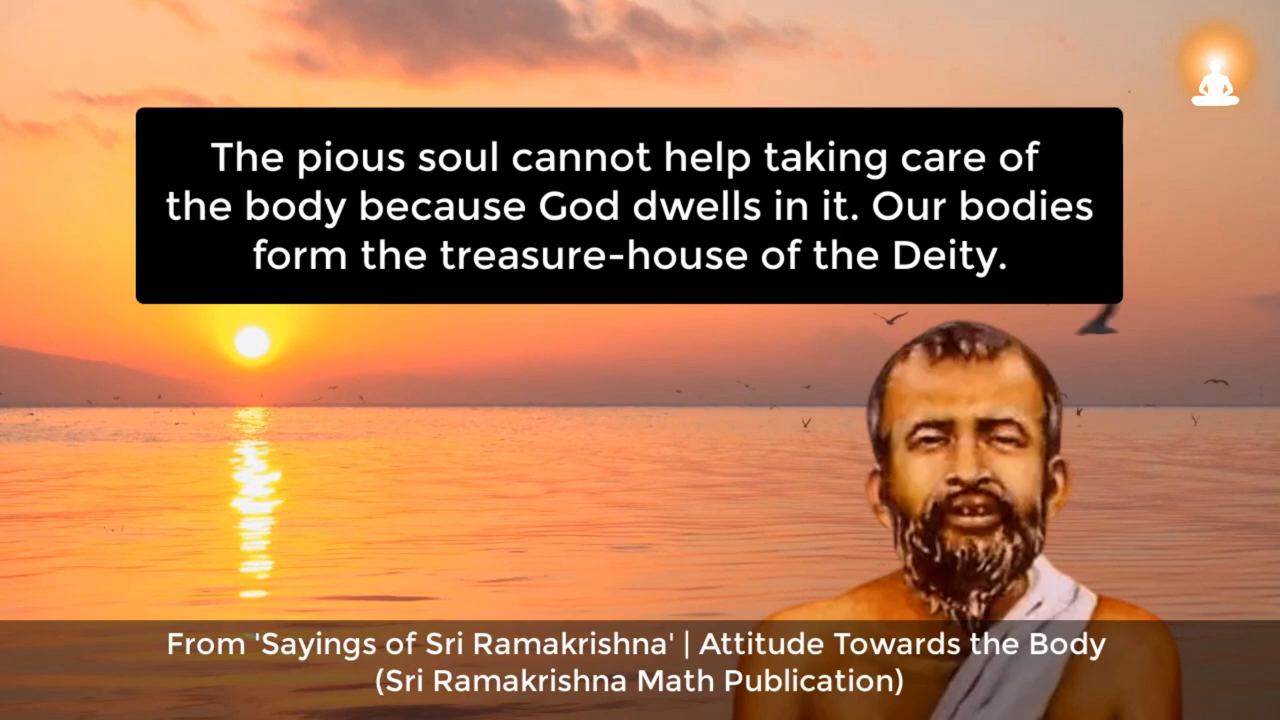 The pious soul cannot help taking care of
the body because God dwells in it. Our bodies
form the treasure-house of the Deity.
From 'Sayings of Sri Ramakrishna' | Attitude Towards the Body
(Sri Ramakrishna Math Publication)